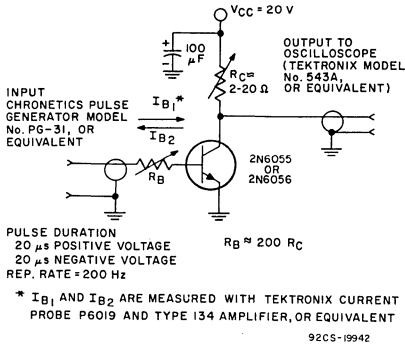 VCC = 20 V
+
-
100
μF
RC≈
2-20 Ω
OUTPUT TO
OSCILLOSCOPE
(TEKTRONIX MODEL
No. 543A,
OR EQUIVALENT)
INPUT
CHRONETICS PULSE
GENERATOR MODEL
No. PG-31, OR
EQUIVALENT
IB1*
IB2
RB
2N6055
OR
2N6056
PULSE DURATION
20 μs POSITIVE VOLTAGE
20 μs NEGATIVE VOLTAGE
REP. RATE = 200 Hz
RB ≈ 200 RC
* IB1 AND IB2 ARE MEASURED WITH TEKTRONIX CURRENT
PROBE P6019 AND TYPE 134 AMPLIFIER, OR EQUIVALENT
92CS-19942